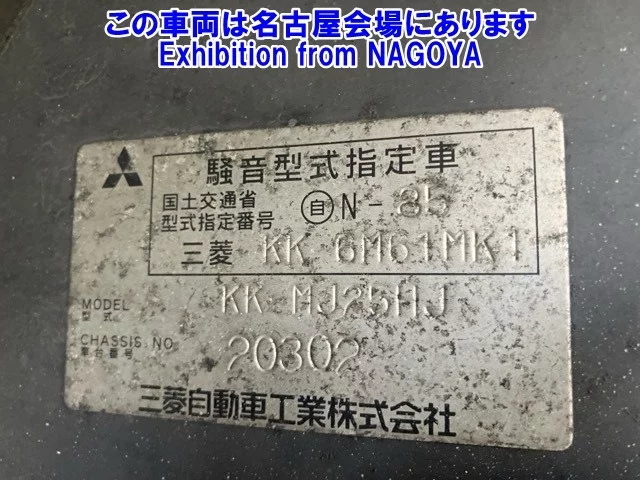 この車両は名古屋会場にあります
Exhibition from NAGOYA
騒音型式指定車
国土交通省
型式指定番号 自 N-85
三菱 KK 6M61MK1
MODEL
型式
KK MJ25HJ
CHASSIS NO
車台番号
20302
三菱自動車工業株式会社